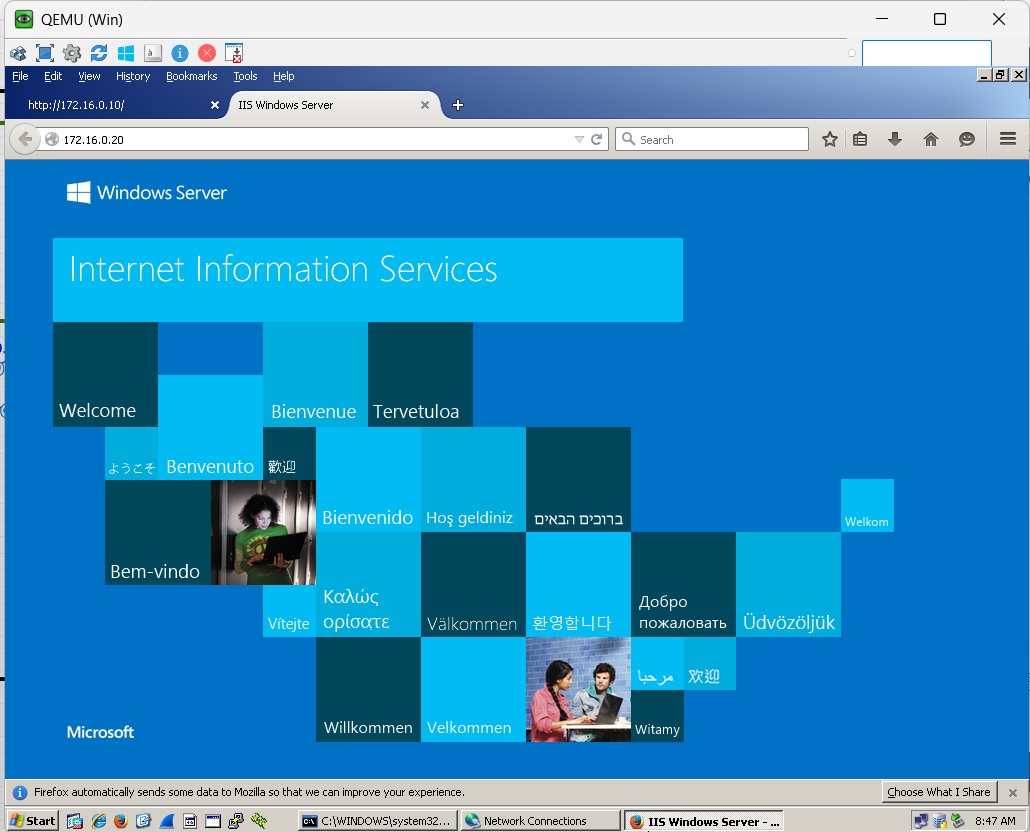 QEMU (Win)
File Edit View History Bookmarks Tools Help
http://172.16.0.10/ IIS Windows Server
172.16.0.20 Search
Windows Server
Internet Information Services
Welcome Bienvenue Tervetuloa
ようこそ Benvenuto 歡迎
Bienvenido Hoş geldiniz ברוכים הבאים Welkom
Bem-vindo
Vítejte Καλώς
ορίσατε Välkommen 환영합니다 Добро
пожаловать Üdvözöljük
مرحبا 欢迎
Willkommen Velkommen Witamy
Microsoft
Firefox automatically sends some data to Mozilla so that we can improve your experience. Choose What I Share
Start C:\WINDOWS\system32... Network Connections IIS Windows Server - ... 8:47 AM